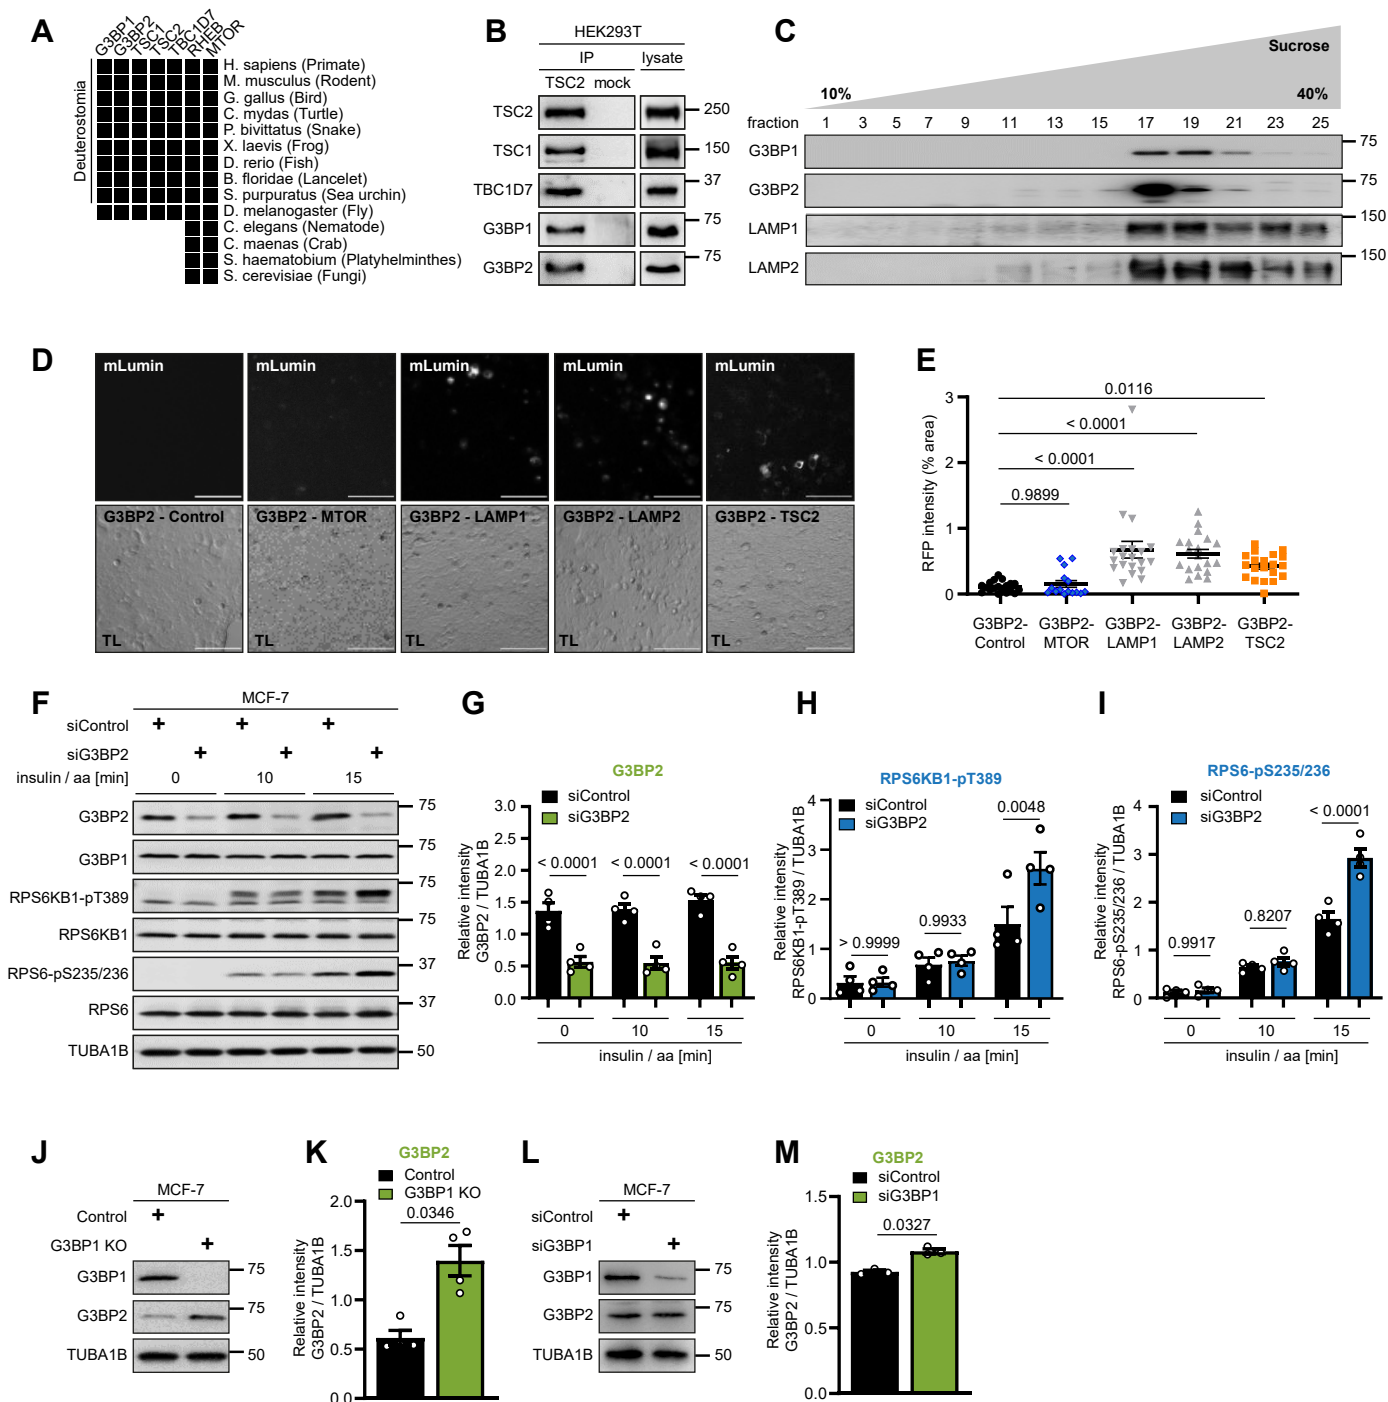 A
G3BP1
G3BP2
TSC1
TSC2
TBC1D7
RHEB
MTOR
Deuterostomia
H. sapiens (Primate)
M. musculus (Rodent)
G. gallus (Bird)
C. mydas (Turtle)
P. bivittatus (Snake)
X. laevis (Frog)
D. rerio (Fish)
B. floridae (Lancelet)
S. purpuratus (Sea urchin)
D. melanogaster (Fly)
C. elegans (Nematode)
C. maenas (Crab)
S. haematobium (Platyhelminthes)
S. cerevisiae (Fungi)
B
HEK293T
IP lysate
TSC2 mock
TSC2 250
TSC1 150
TBC1D7 37
G3BP1 75
G3BP2 75
C
Sucrose
10% 40%
fraction 1 3 5 7 9 11 13 15 17 19 21 23 25
G3BP1 75
G3BP2 75
LAMP1 150
LAMP2 150
D
mLumin mLumin mLumin mLumin mLumin
G3BP2 - Control G3BP2 - MTOR G3BP2 - LAMP1 G3BP2 - LAMP2 G3BP2 - TSC2
TL TL TL TL TL
E
RFP intensity (% area)
3
2
1
0
0.0116
< 0.0001
< 0.0001
0.9899
G3BP2- G3BP2- G3BP2- G3BP2- G3BP2-
Control MTOR LAMP1 LAMP2 TSC2
F
MCF-7
siControl + + +
siG3BP2 + + +
insulin / aa [min] 0 10 15
G3BP2 75
G3BP1 75
RPS6KB1-pT389 75
RPS6KB1 75
RPS6-pS235/236 37
RPS6 37
TUBA1B 50
G
G3BP2
siControl
siG3BP2
Relative intensity
G3BP2 / TUBA1B
3.0
2.0
1.5
1.0
0.5
0.0
< 0.0001 < 0.0001 < 0.0001
0 10 15
insulin / aa [min]
H
RPS6KB1-pT389
siControl
siG3BP2
Relative intensity
RPS6KB1-pT389 / TUBA1B
4
3
2
1
0
> 0.9999
0.9933
0.0048
0 10 15
insulin / aa [min]
I
RPS6-pS235/236
siControl
siG3BP2
Relative intensity
RPS6-pS235/236 / TUBA1B
4
3
2
1
0
0.9917
0.8207
< 0.0001
0 10 15
insulin / aa [min]
J
MCF-7
Control +
G3BP1 KO +
G3BP1 75
G3BP2 75
TUBA1B 50
K
G3BP2
Control
G3BP1 KO
Relative intensity
G3BP2 / TUBA1B
2.0
1.5
1.0
0.5
0.0
0.0346
L
MCF-7
siControl +
siG3BP1 +
G3BP1 75
G3BP2 75
TUBA1B 50
M
G3BP2
siControl
siG3BP1
Relative intensity
G3BP2 / TUBA1B
1.5
1.0
0.5
0.0
0.0327